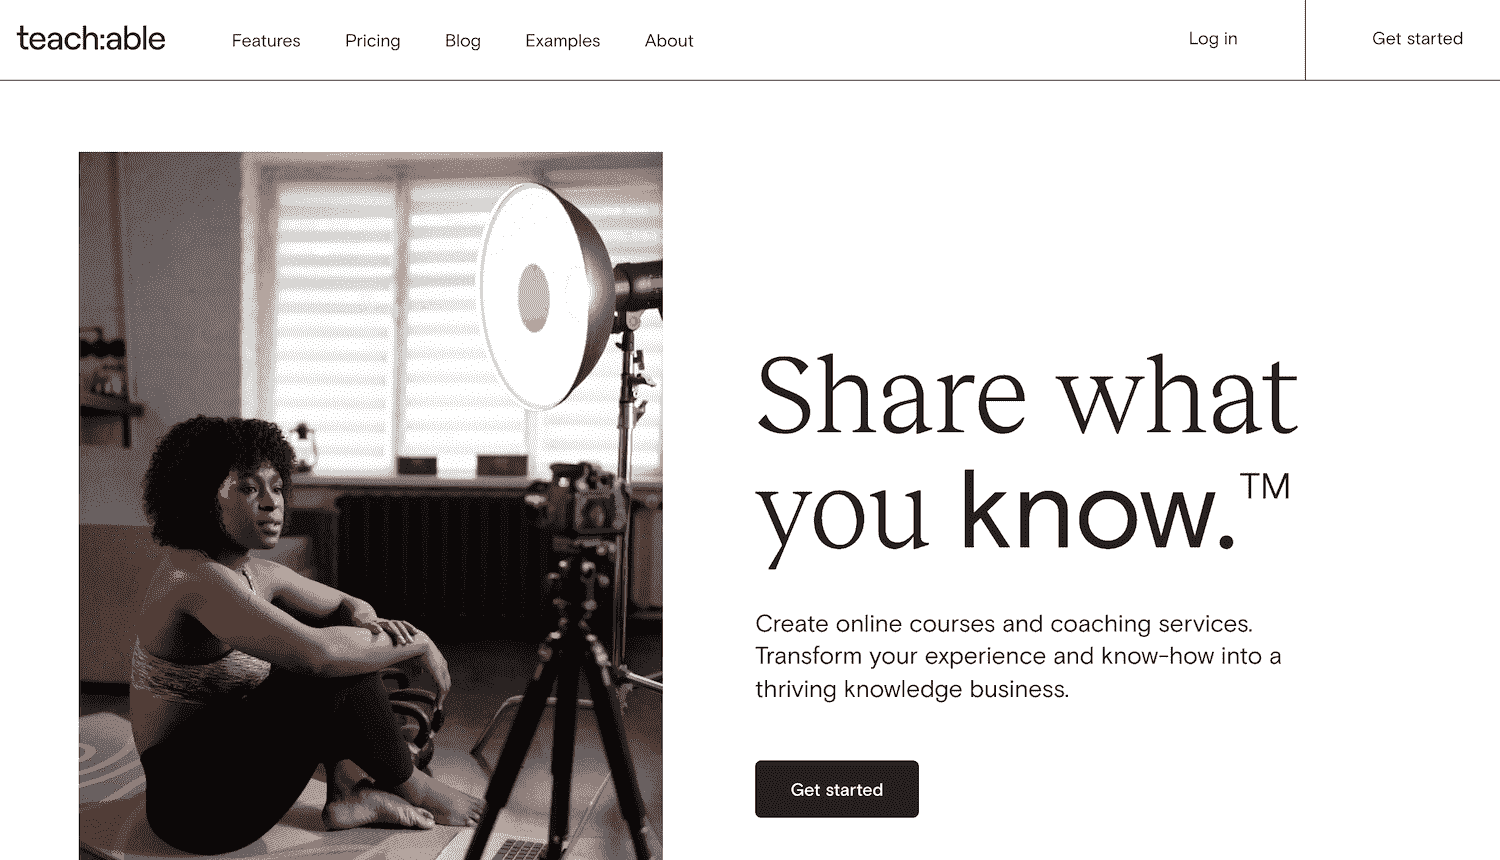 teach:able
Features
Pricing
Blog
Examples
About
Log in
Get started
Share what
you know.™
Create online courses and coaching services.
Transform your experience and know-how into a
thriving knowledge business.
Get started